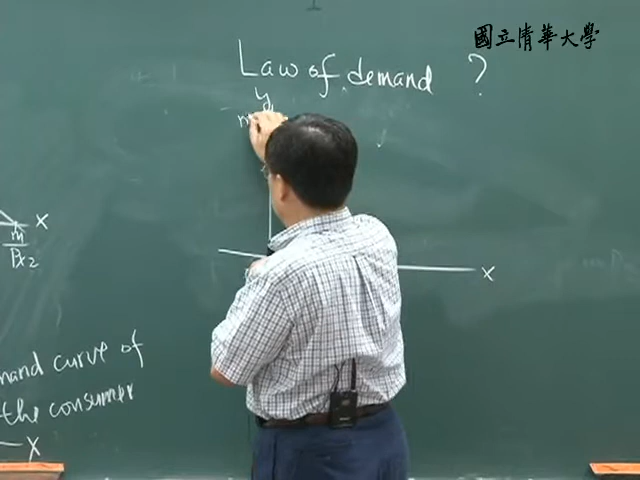 國立清華大學
Law of demand ?
y
m
x
x
m
Px2
mand curve of
the consumer
x